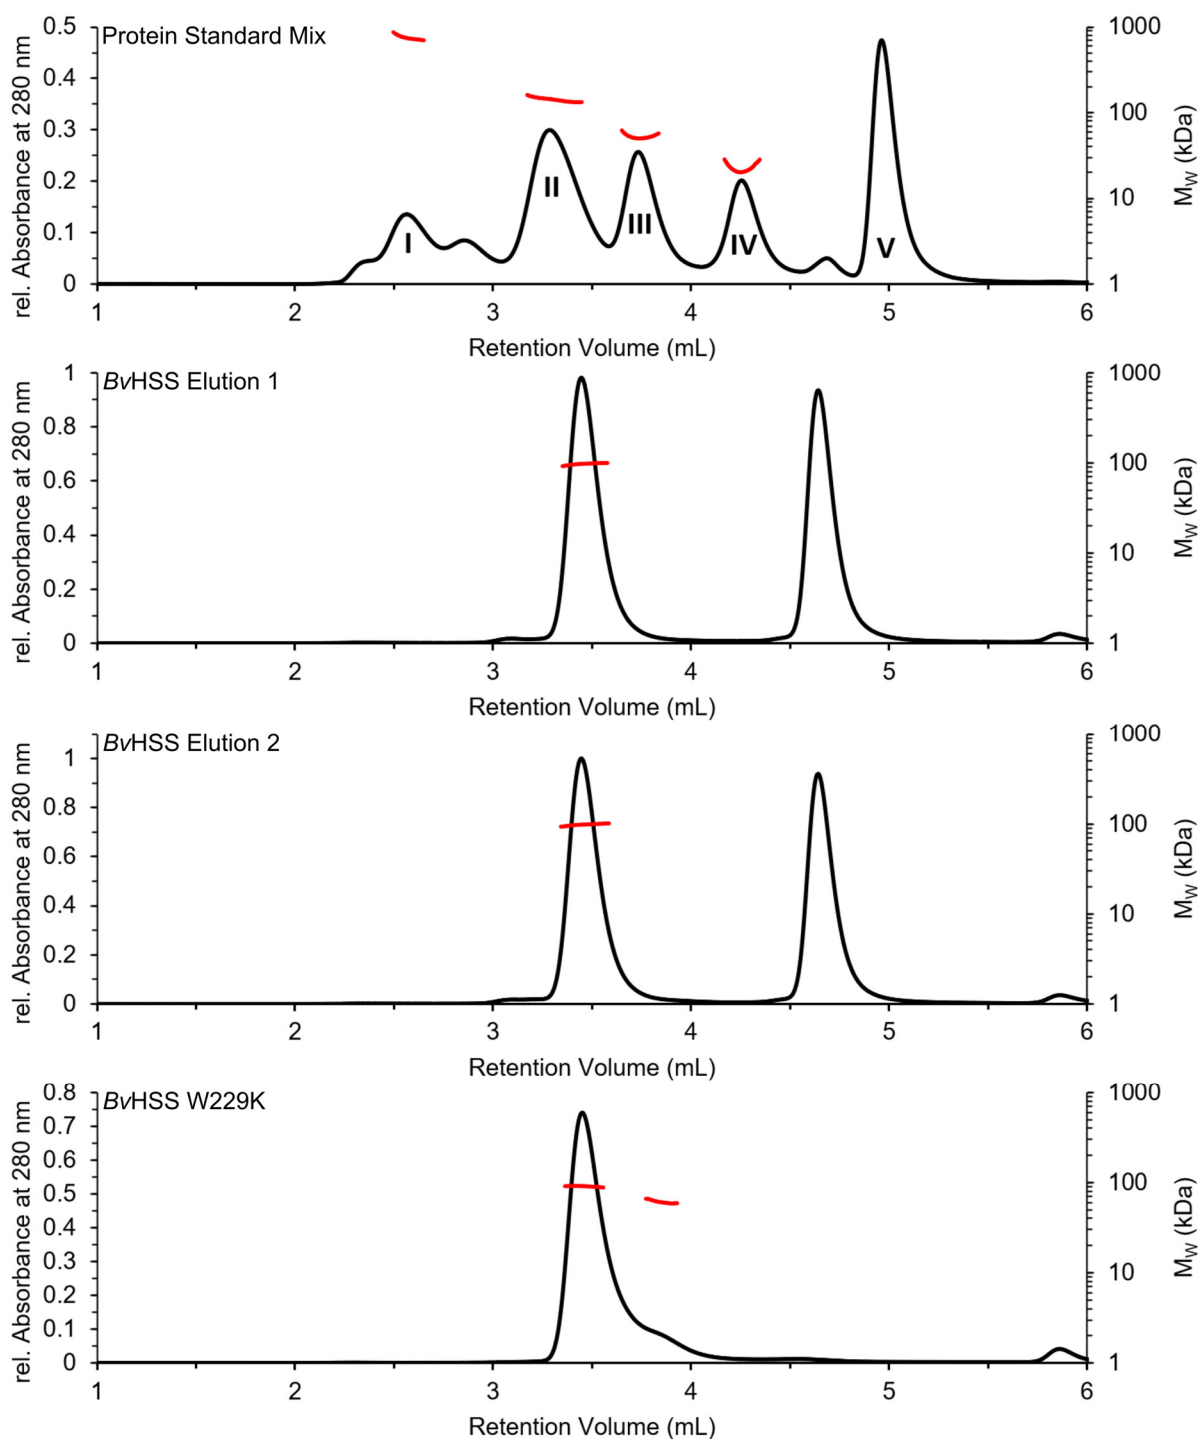 Protein Standard Mix
rel. Absorbance at 280 nm
0.5
0.4
0.3
0.2
0.1
0
I
II
III
IV
V
1000
100
10
1
M_W (kDa)
1 2 3 4 5 6
Retention Volume (mL)
BvHSS Elution 1
rel. Absorbance at 280 nm
1
0.8
0.6
0.4
0.2
0
1000
100
10
1
M_W (kDa)
1 2 3 4 5 6
Retention Volume (mL)
BvHSS Elution 2
rel. Absorbance at 280 nm
1
0.8
0.6
0.4
0.2
0
1000
100
10
1
M_W (kDa)
1 2 3 4 5 6
Retention Volume (mL)
BvHSS W229K
rel. Absorbance at 280 nm
0.8
0.7
0.6
0.5
0.4
0.3
0.2
0.1
0
1000
100
10
1
M_W (kDa)
1 2 3 4 5 6
Retention Volume (mL)